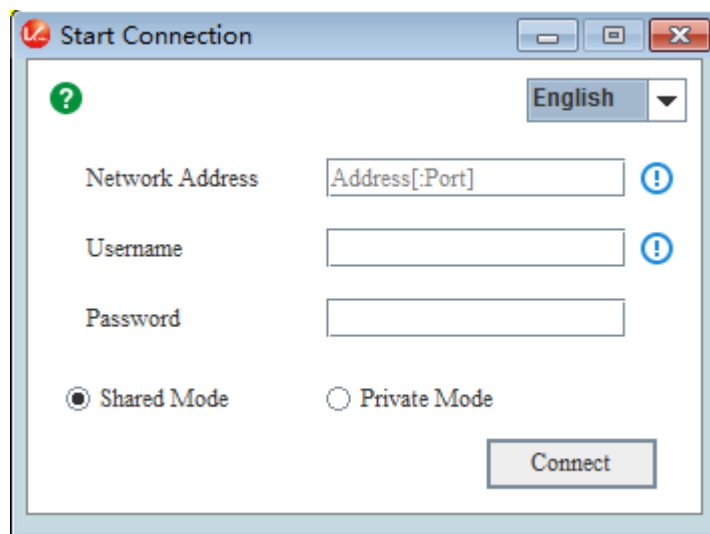 Start Connection
English
Network Address
Address[:Port]
Username
Password
Shared Mode
Private Mode
Connect